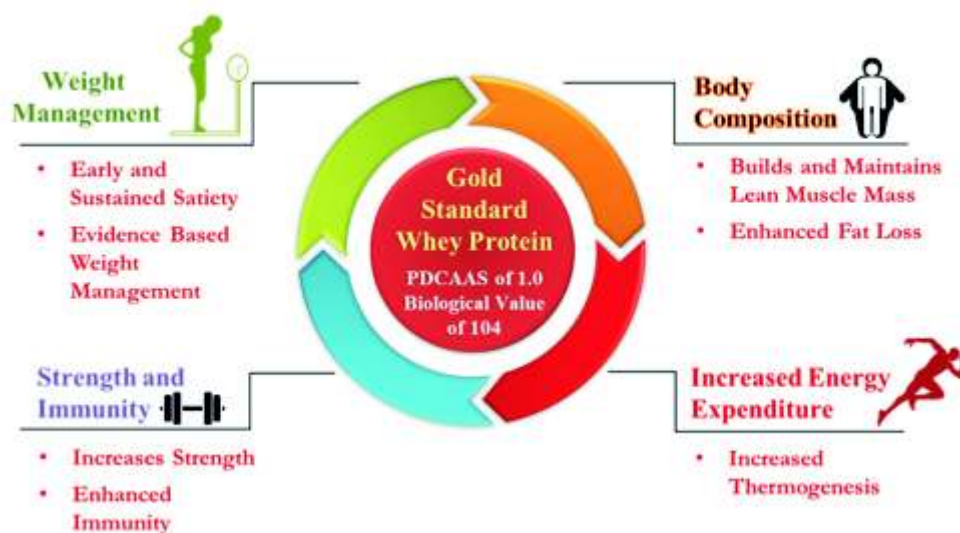 Weight
Management
• Early and
Sustained Satiety
• Evidence Based
Weight
Management
Body
Composition
• Builds and Maintains
Lean Muscle Mass
• Enhanced Fat Loss
Gold
Standard
Whey Protein
PDCAAS of 1.0
Biological Value
of 104
Strength and
Immunity
• Increases Strength
• Enhanced
Immunity
Increased Energy
Expenditure
• Increased
Thermogenesis